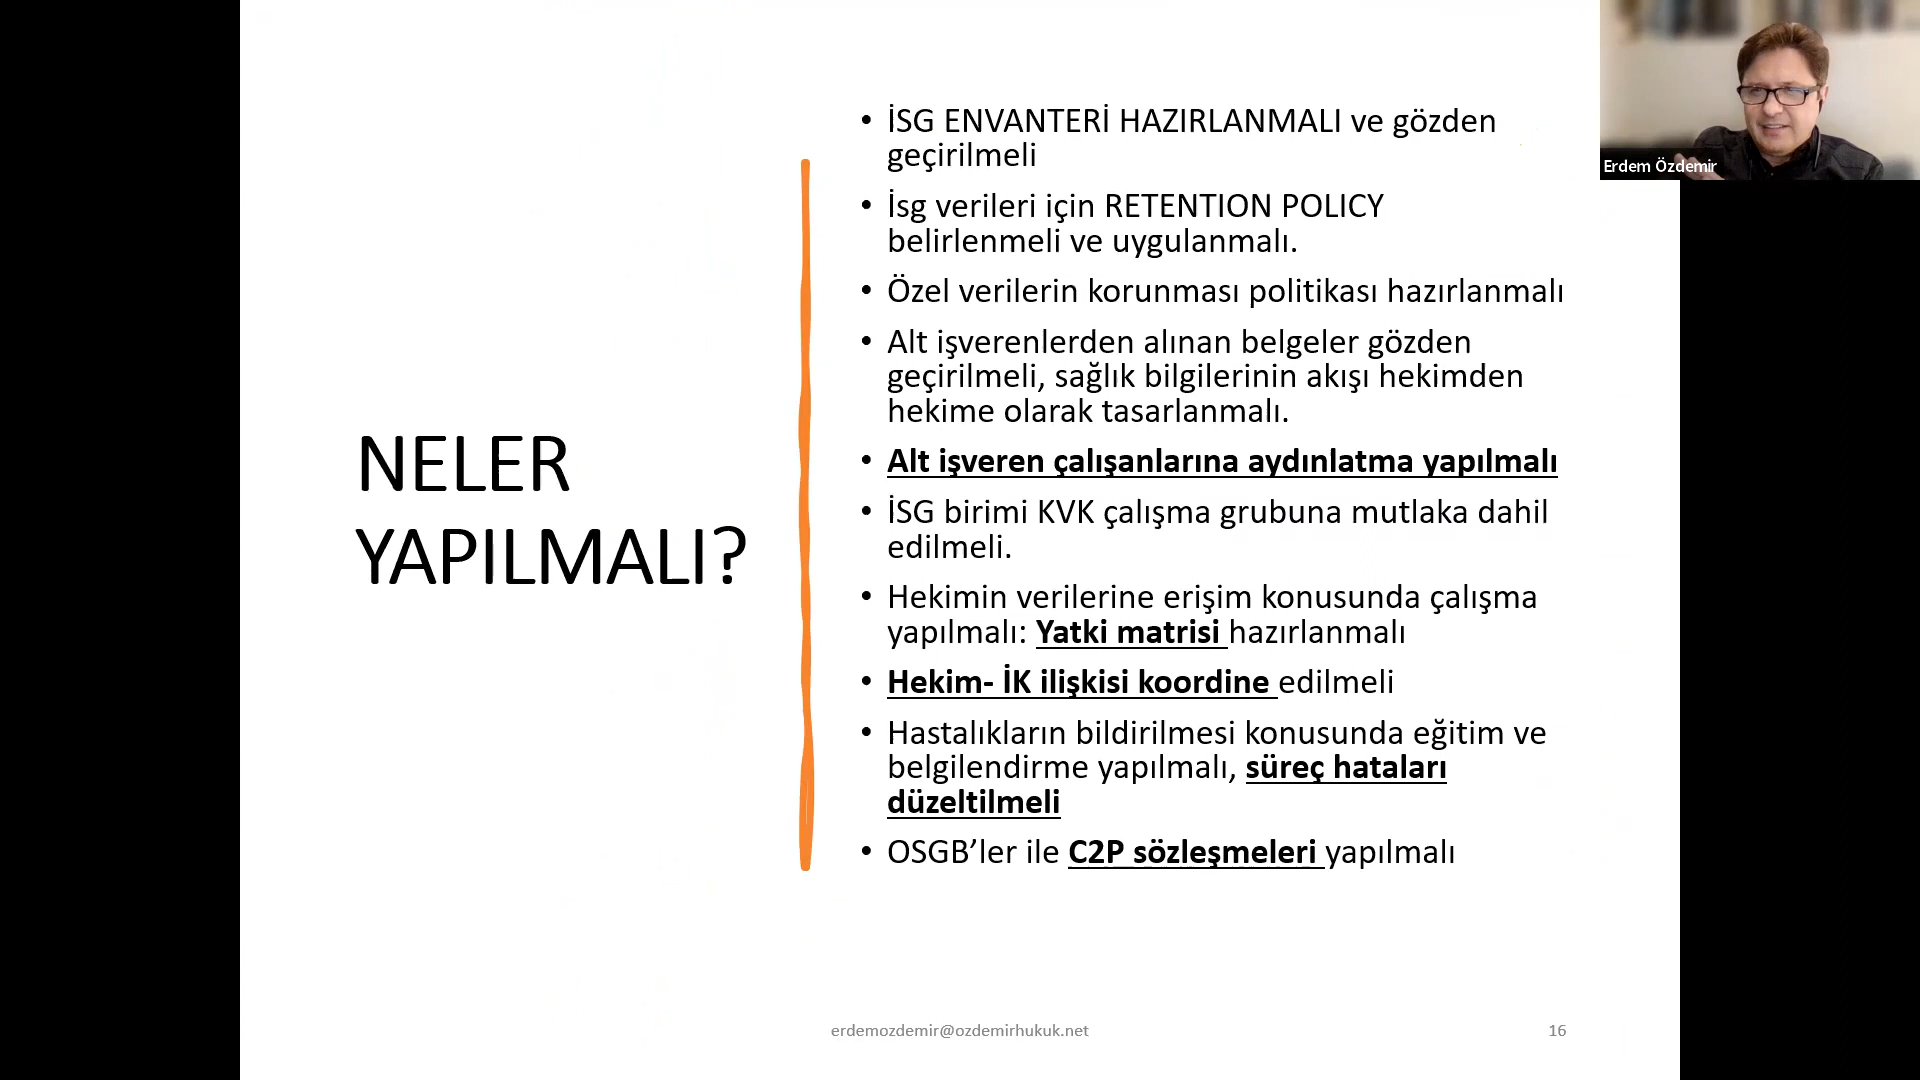 NELER
YAPILMALI?
• İSG ENVANTERİ HAZIRLANMALI ve gözden
geçirilmeli
• İsg verileri için RETENTION POLICY
belirlenmeli ve uygulanmalı.
• Özel verilerin korunması politikası hazırlanmalı
• Alt işverenlerden alınan belgeler gözden
geçirilmeli, sağlık bilgilerinin akışı hekimden
hekime olarak tasarlanmalı.
• Alt işveren çalışanlarına aydınlatma yapılmalı
• İSG birimi KVK çalışma grubuna mutlaka dahil
edilmeli.
• Hekimin verilerine erişim konusunda çalışma
yapılmalı: Yatki matrisi hazırlanmalı
• Hekim- İK ilişkisi koordine edilmeli
• Hastalıkların bildirilmesi konusunda eğitim ve
belgilendirme yapılmalı, süreç hataları
düzeltilmeli
• OSGB’ler ile C2P sözleşmeleri yapılmalı
erdemozdemir@ozdemirhukuk.net
16
Erdem Özdemir